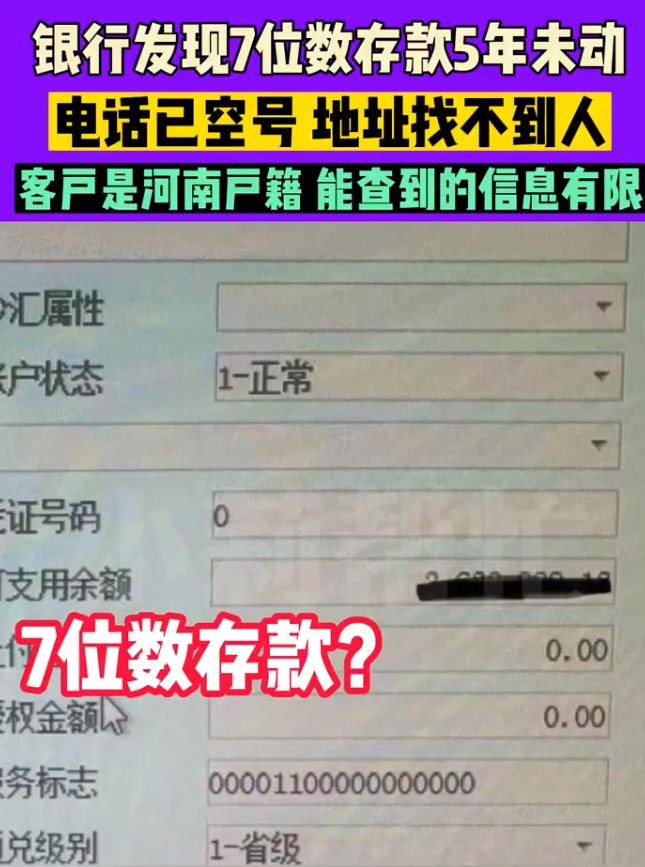 银行发现7位数存款5年未动
电话已空号 地址找不到人
客户是河南户籍 能查到的信息有限
汇属性
户状态 1-正常
证号码 0
支用余额
7位数存款?
0.00
权金额 0.00
务标志 00001100000000000
兑级别 1-省级